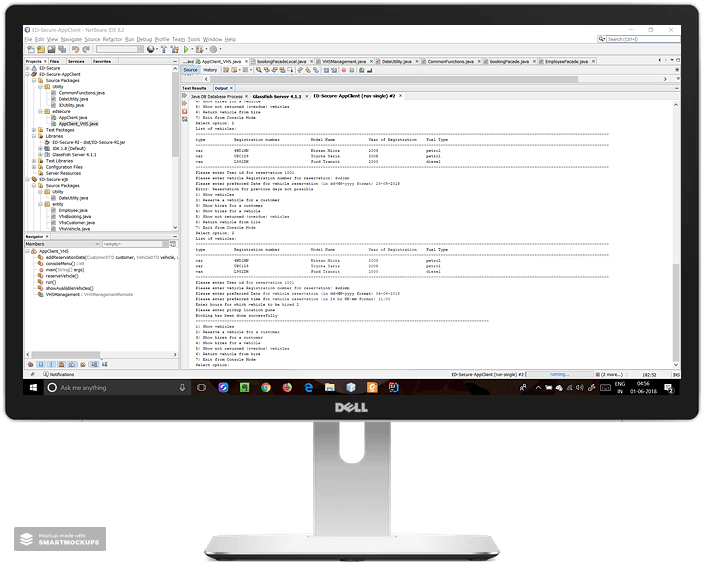 ED-Secure-AppClient - NetBeans IDE 8.2
File Edit View Navigate Source Refactor Run Debug Profile Team Tools Window Help
Search (Ctrl+I)
Projects Files Services Favorites
AppClient_VHS.java bookingFacadeLocal.java VHSManagement.java DateUtility.java CommonFunctions.java bookingFacade.java EmployeeFacade.java
Source History
ED-Secure
ED-Secure-AppClient
Source Packages
Utility
CommonFunctions.java
DateUtility.java
IOUtility.java
edsecure
AppClient.java
AppClient_VHS.java
Test Packages
Libraries
ED-Secure-RI - dist/ED-Secure-RI.jar
JDK 1.8 (Default)
GlassFish Server 4.1.1
Test Libraries
Configuration Files
Server Resources
ED-Secure-ejb
Source Packages
Utility
DateUtility.java
entity
Employee.java
VhsBooking.java
VhsCustomer.java
VhsVehicle.java
Navigator
Members <empty>
AppClient_VHS
addReservationData(CustomerDTO customer, VehicleDTO vehicle,
consoleMenu() : int
main(String[] args)
reserveVehicle()
run()
showAvailableVehicles()
VHSManagement : VHSManagementRemote
Test Results Output
Java DB Database Process GlassFish Server 4.1.1 ED-Secure-AppClient (run-single) #2
4) Show hires for a vehicle
5) Show not returned (overdue) vehicles
6) Return vehicle from hire
7) Exit from Console Mode
Select option: 2
List of vehicles:
type Registration number Model Name Year of Registration Fuel Type
car 4WD1HN Nissan Micra 2008 petrol
car Toyota Yaris 2008 petrol
van Ford Transit 2000 diesel
Please enter User id for reservation 1001
Please enter vehicle Registration number for reservation: 4wd1hn
Please enter preferred Date for vehicle reservation (in dd-MM-yyyy format) 28-05-2018
Error: Reservation for previous days not possible
1) Show vehicles
2) Reserve a vehicle for a customer
3) Show hires for a customer
4) Show hires for a vehicle
5) Show not returned (overdue) vehicles
6) Return vehicle from hire
7) Exit from Console Mode
Select option: 2
List of vehicles:
type Registration number Model Name Year of Registration Fuel Type
car 4WD1HN Nissan Micra 2008 petrol
car Toyota Yaris 2008 petrol
van Ford Transit 2000 diesel
Please enter User id for reservation 1001
Please enter vehicle Registration number for reservation: 4wd1hn
Please enter preferred Date for vehicle reservation (in dd-MM-yyyy format) 04-06-2018
Please enter preferred Time for vehicle reservation (in 24 hr HH:mm format) 11:30
Enter hours for which vehicle to be hired 2
Please enter pickup location pune
Booking has been done successfully
1) Show vehicles
2) Reserve a vehicle for a customer
3) Show hires for a customer
4) Show hires for a vehicle
5) Show not returned (overdue) vehicles
6) Return vehicle from hire
7) Exit from Console Mode
Select option:
Notifications
ED-Secure-AppClient (run-single) #2 running... (2 more...) 182:52 INS
Ask me anything
ENG
IN
04:56
01-06-2018
DELL
Mockup made with
SMARTMOCKUPS